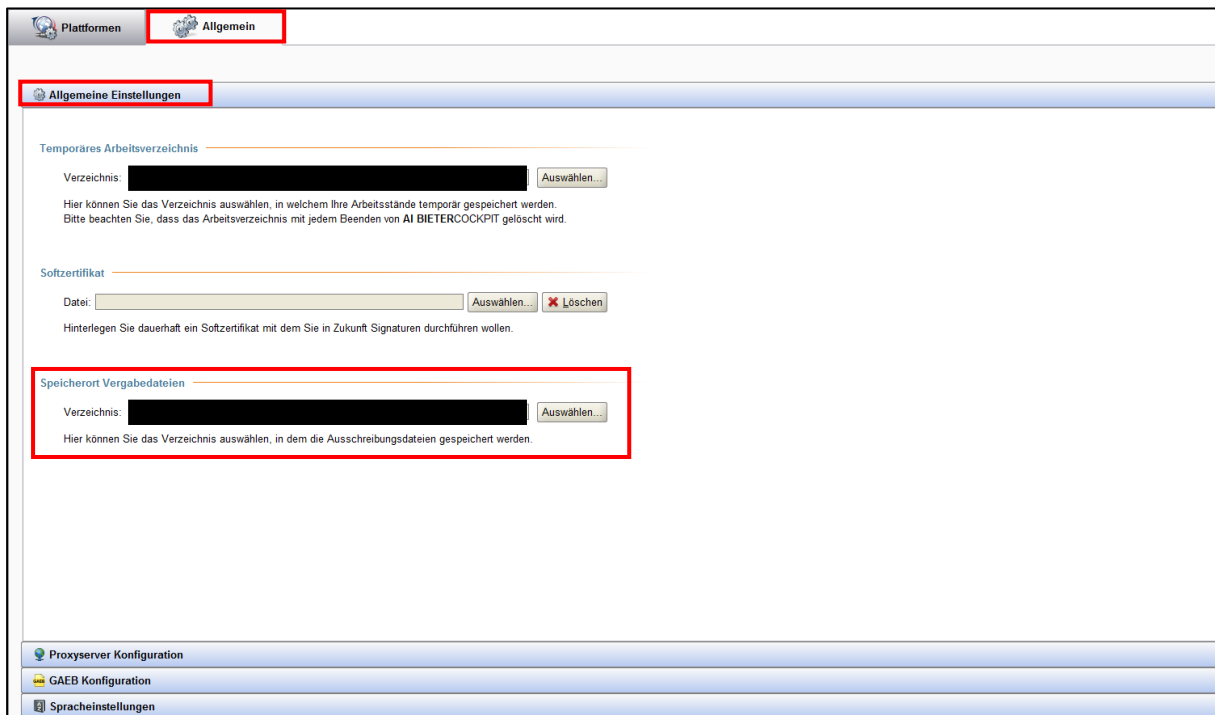 Plattformen
Allgemein
Allgemeine Einstellungen
Temporäres Arbeitsverzeichnis
Verzeichnis:
Auswählen...
Hier können Sie das Verzeichnis auswählen, in welchem Ihre Arbeitsstände temporär gespeichert werden.
Bitte beachten Sie, dass das Arbeitsverzeichnis mit jedem Beenden von AI BIETERCOCKPIT gelöscht wird.
Softzertifikat
Datei:
Auswählen...
Löschen
Hinterlegen Sie dauerhaft ein Softzertifikat mit dem Sie in Zukunft Signaturen durchführen wollen.
Speicherort Vergabedateien
Verzeichnis:
Auswählen...
Hier können Sie das Verzeichnis auswählen, in dem die Ausschreibungsdateien gespeichert werden.
Proxyserver Konfiguration
GAEB Konfiguration
Spracheinstellungen